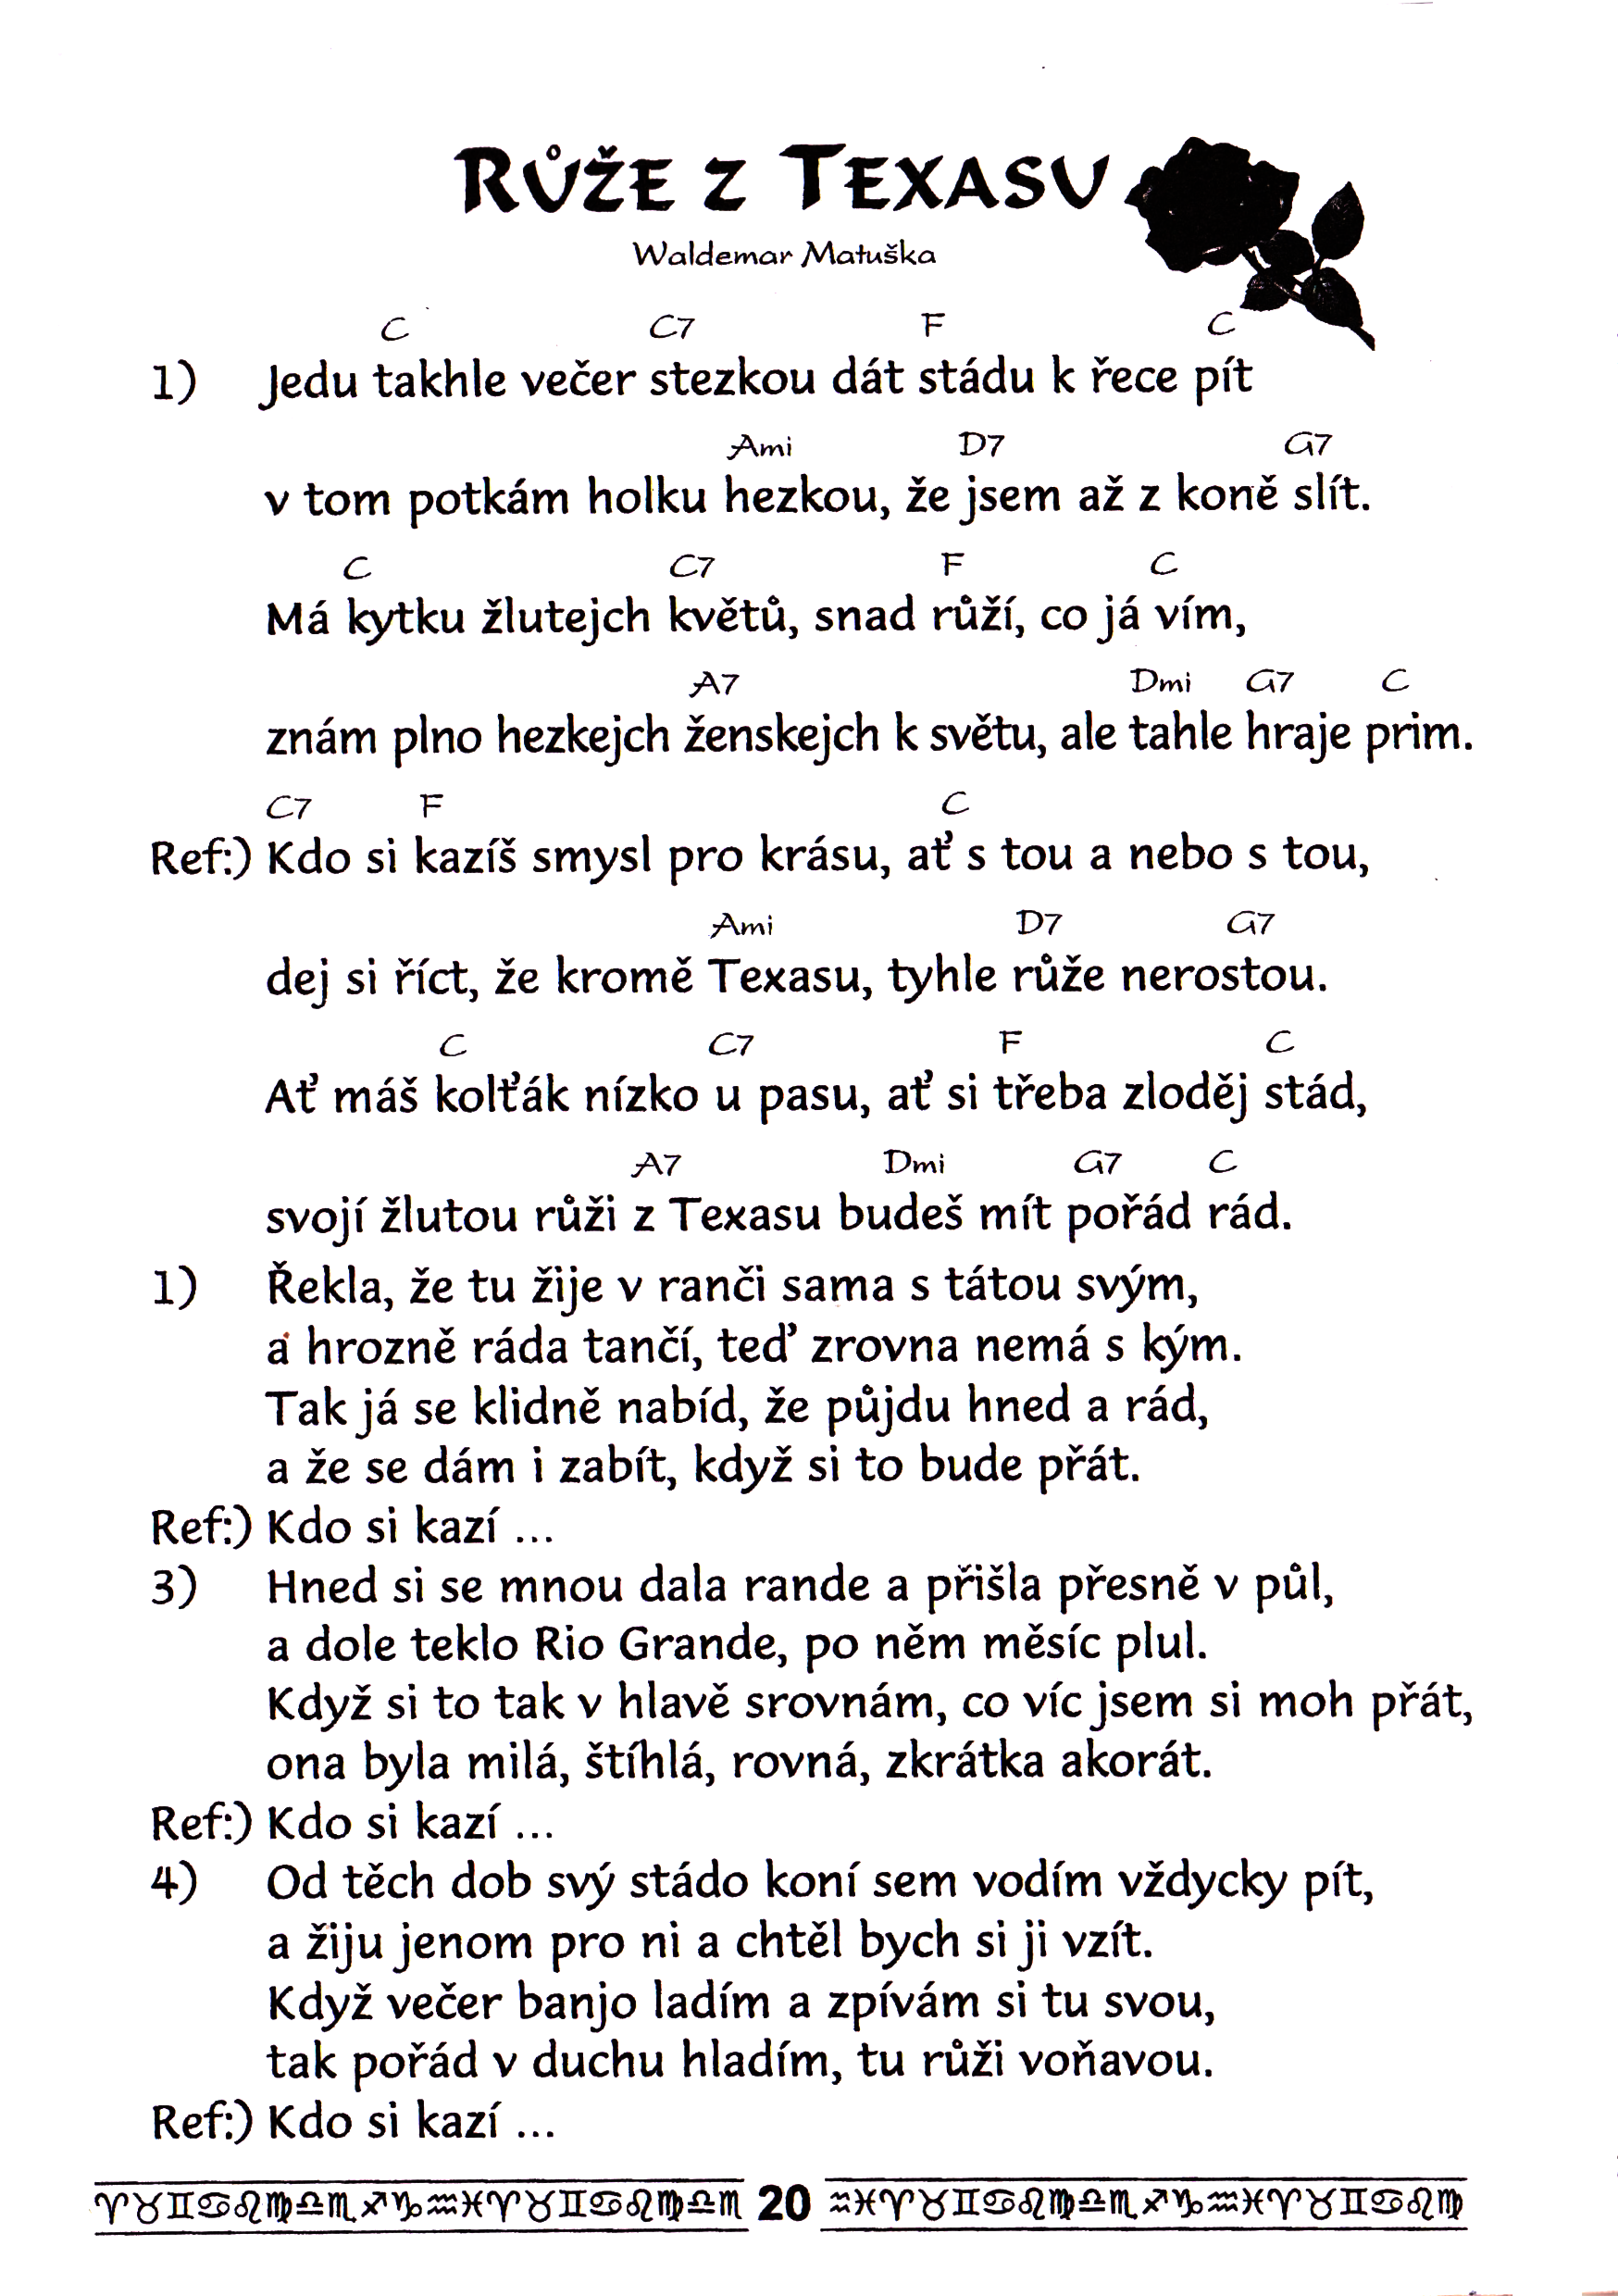 RŮŽE Z TEXASU
Waldemar Matuška
C C7 F C
1) Jedu takhle večer stezkou dát stádu k řece pít
Ami D7 G7
v tom potkám holku hezkou, že jsem až z koně slít.
C C7 F C
Má kytku žlutejch květů, snad růží, co já vím,
A7 Dmi G7 C
znám plno hezkejch ženskejch k světu, ale tahle hraje prim.
C7 F C
Ref:) Kdo si kazíš smysl pro krásu, ať s tou a nebo s tou,
Ami D7 G7
dej si říct, že kromě Texasu, tyhle růže nerostou.
C C7 F C
Ať máš kolťák nízko u pasu, ať si třeba zloděj stád,
A7 Dmi G7 C
svojí žlutou růži z Texasu budeš mít pořád rád.
1) Řekla, že tu žije v ranči sama s tátou svým,
a hrozně ráda tančí, teď zrovna nemá s kým.
Tak já se klidně nabíd, že půjdu hned a rád,
a že se dám i zabít, když si to bude přát.
Ref:) Kdo si kazí ...
3) Hned si se mnou dala rande a přišla přesně v půl,
a dole teklo Rio Grande, po něm měsíc plul.
Když si to tak v hlavě srovnám, co víc jsem si moh přát,
ona byla milá, štíhlá, rovná, zkrátka akorát.
Ref:) Kdo si kazí ...
4) Od těch dob svý stádo koní sem vodím vždycky pít,
a žiju jenom pro ni a chtěl bych si ji vzít.
Když večer banjo ladím a zpívám si tu svou,
tak pořád v duchu hladím, tu růži voňavou.
Ref:) Kdo si kazí ...
♈♉♊♋♌♍♎♏♐♑♒♓♈♉♊♋♌♍♎♏ 20 ♒♓♈♉♊♋♌♍♎♏♐♑♒♓♈♉♊♋♌♍